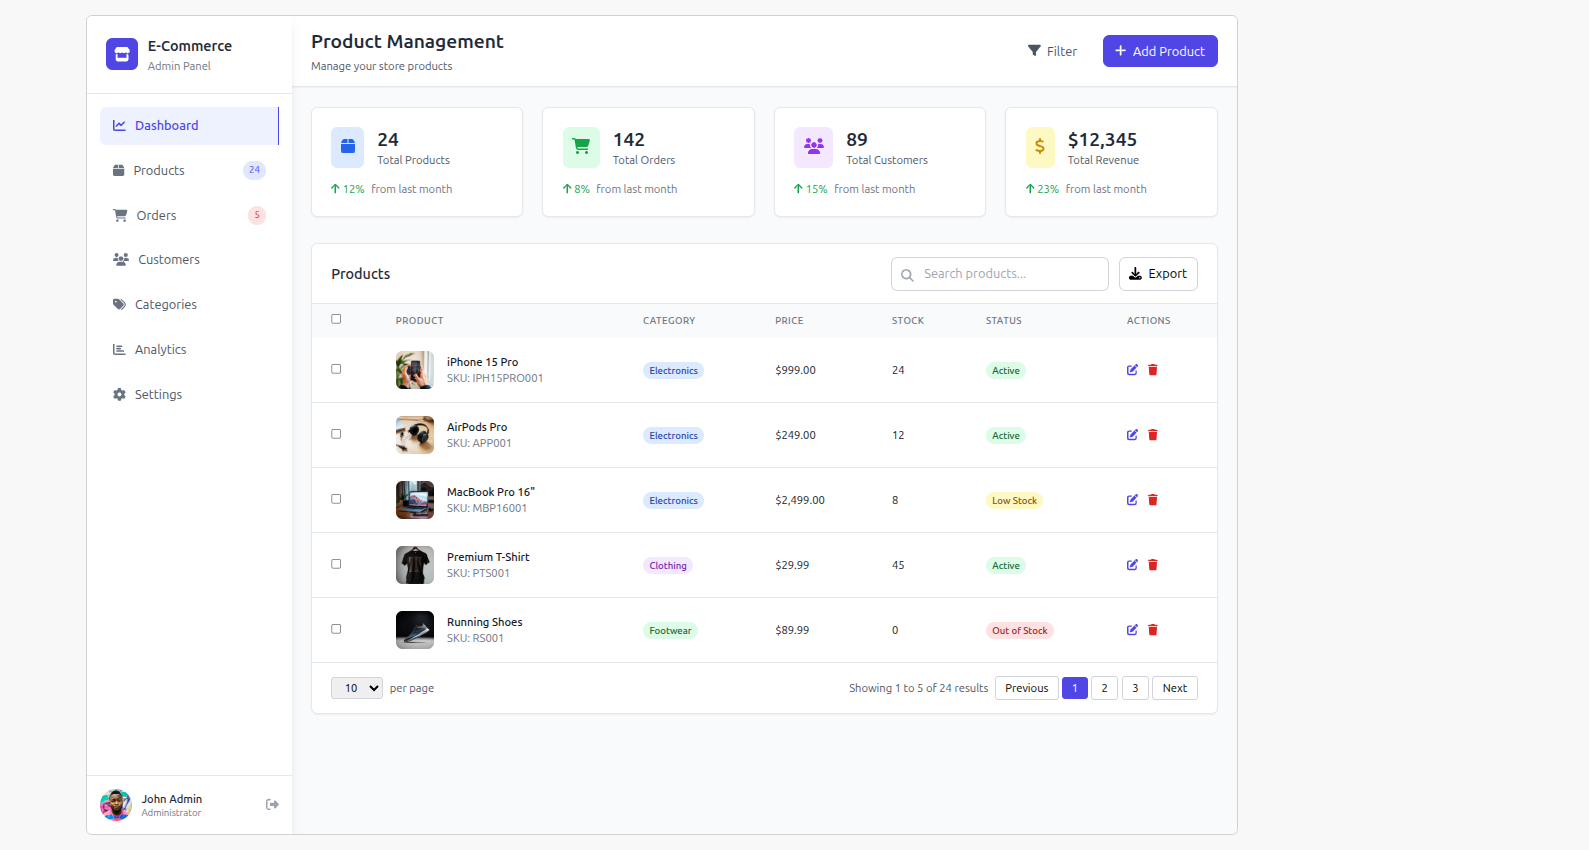 E-Commerce
Admin Panel
Dashboard
Products 24
Orders 5
Customers
Categories
Analytics
Settings
John Admin
Administrator
Product Management
Manage your store products
Filter
Add Product
24
Total Products
12% from last month
142
Total Orders
8% from last month
89
Total Customers
15% from last month
$ $12,345
Total Revenue
23% from last month
Products
Search products...
Export
PRODUCT CATEGORY PRICE STOCK STATUS ACTIONS
iPhone 15 Pro
SKU: IPH15PRO001
Electronics $999.00 24 Active
AirPods Pro
SKU: APP001
Electronics $249.00 12 Active
MacBook Pro 16"
SKU: MBP16001
Electronics $2,499.00 8 Low Stock
Premium T-Shirt
SKU: PTS001
Clothing $29.99 45 Active
Running Shoes
SKU: RS001
Footwear $89.99 0 Out of Stock
10 per page
Showing 1 to 5 of 24 results Previous 1 2 3 Next